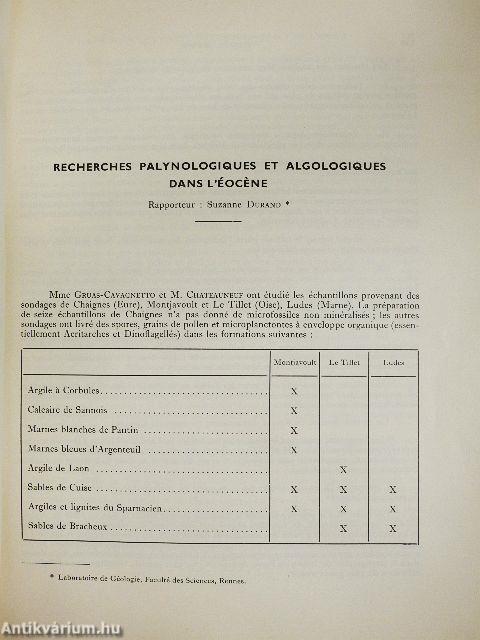 RECHERCHES PALYNOLOGIQUES ET ALGOLOGIQUES
DANS L'ÉOCÈNE
Rapporteur : Suzanne DURAND *
Mme GRUAS-CAVAGNETTO et M. CHATEAUNEUF ont étudié les échantillons provenant des
sondages de Chaignes (Eure), Montjavoult et Le Tillet (Oise), Ludes (Marne). La préparation
de seize échantillons de Chaignes n'a pas donné de microfossiles non minéralisés ; les autres
sondages ont livré des spores, grains de pollen et microplanctontes à enveloppe organique (essen-
tiellement Acritarches et Dinoflagellés) dans les formations suivantes :
Montjavoult Le Tillet Ludes
Argile à Corbules X
Calcaire de Sannois X
Marnes blanches de Pantin X
Marnes bleues d'Argenteuil X
Argile de Laon X
Sables de Cuise X X X
Argiles et lignites du Sparnacien X X X
Sables de Bracheux X X
* Laboratoire de Géologie, Faculté des Sciences, Rennes.
Antikvárium.hu